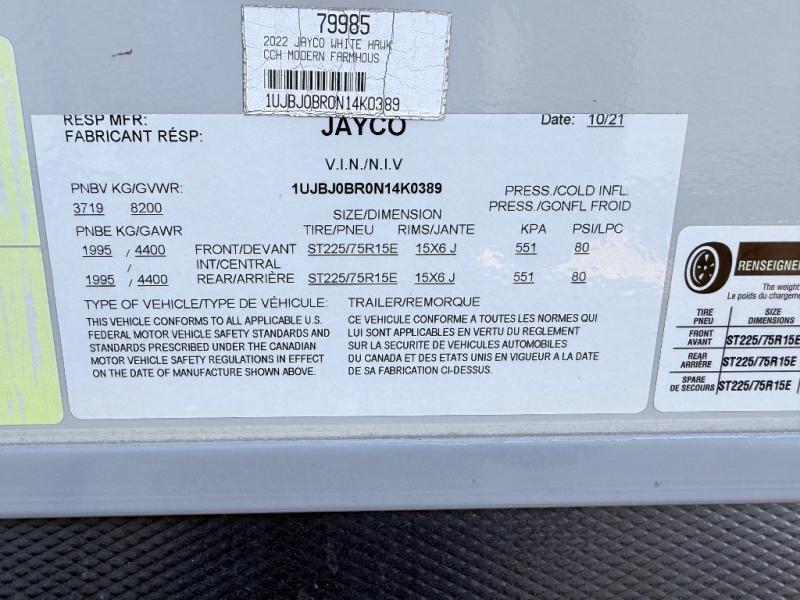 79985
2022 JAYCO WHITE HAWK
CCH MODERN FARMHOUS
1UJBJ0BR0N14K0389
RESP MFR:
FABRICANT RÉSP:
JAYCO
Date: 10/21
V.I.N./N.I.V
1UJBJ0BR0N14K0389
PNBV KG/GVWR:
3719 8200
PRESS./COLD INFL.
PRESS./GONFL FROID
SIZE/DIMENSION
PNBE KG/GAWR TIRE/PNEU RIMS/JANTE KPA PSI/LPC
1995 / 4400 FRONT/DEVANT ST225/75R15E 15X6 J 551 80
/ INT/CENTRAL
1995 / 4400 REAR/ARRIÈRE ST225/75R15E 15X6 J 551 80
TYPE OF VEHICLE/TYPE DE VÉHICULE: TRAILER/REMORQUE
THIS VEHICLE CONFORMS TO ALL APPLICABLE U.S.
FEDERAL MOTOR VEHICLE SAFETY STANDARDS AND
STANDARDS PRESCRIBED UNDER THE CANADIAN
MOTOR VEHICLE SAFETY REGULATIONS IN EFFECT
ON THE DATE OF MANUFACTURE SHOWN ABOVE.
CE VEHICULE CONFORME A TOUTES LES NORMES QUI
LUI SONT APPLICABLES EN VERTU DU REGLEMENT
SUR LA SECURITE DE VEHICULES AUTOMOBILES
DU CANADA ET DES ETATS UNIS EN VIGUEUR A LA DATE
DE SA FABRICATION CI-DESSUS.
RENSEIGNE
The weight
Le poids du chargeme
TIRE SIZE
PNEU DIMENSIONS
FRONT
AVANT ST225/75R15E
REAR
ARRIÈRE ST225/75R15E
SPARE
DE SECOURS ST225/75R15E